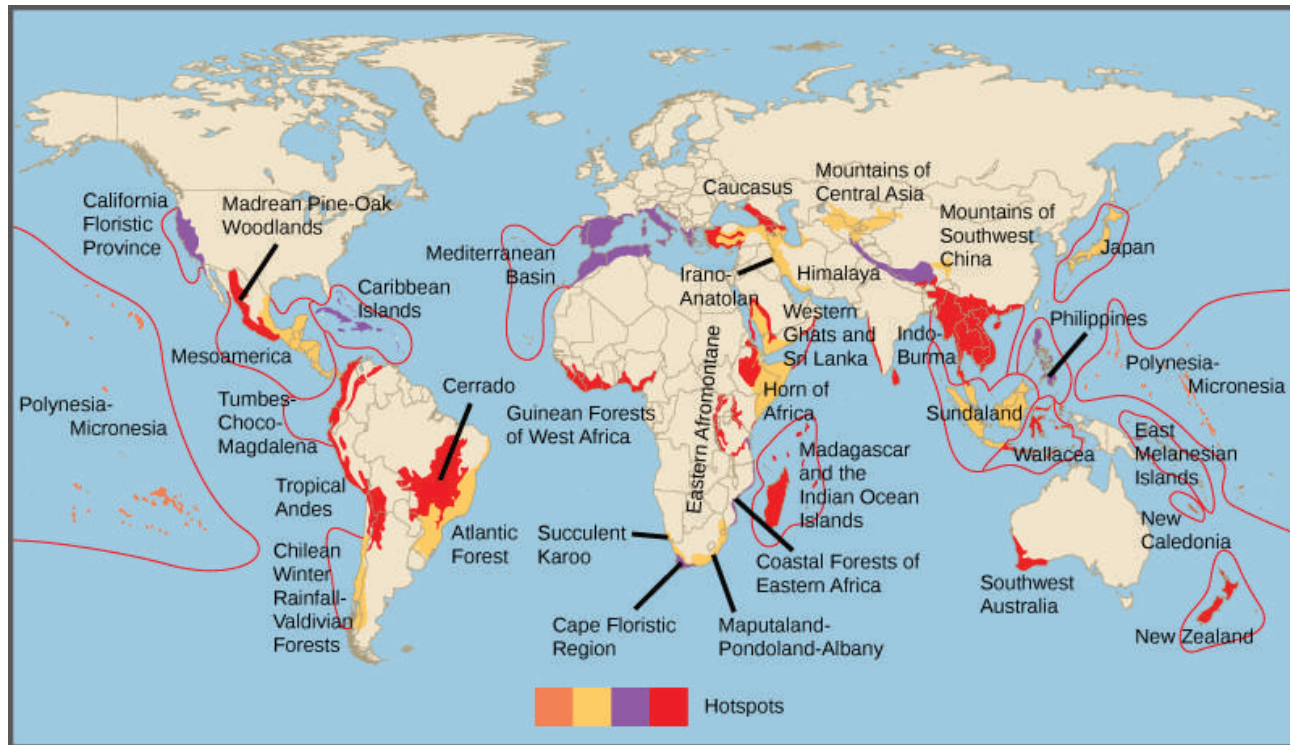 California
Floristic
Province
Madrean Pine-Oak
Woodlands
Caribbean
Islands
Mesoamerica
Polynesia-
Micronesia
Tumbes-
Choco-
Magdalena
Cerrado
Tropical
Andes
Atlantic
Forest
Chilean
Winter
Rainfall-
Valdivian
Forests
Mediterranean
Basin
Caucasus
Mountains of
Central Asia
Mountains of
Southwest
China
Japan
Irano-
Anatolan
Himalaya
Western
Ghats and
Sri Lanka
Indo-
Burma
Philippines
Polynesia-
Micronesia
Guinean Forests
of West Africa
Eastern Afromontane
Horn of
Africa
Sundaland
Wallacea
East
Melanesian
Islands
Madagascar
and the
Indian Ocean
Islands
New
Caledonia
Succulent
Karoo
Coastal Forests of
Eastern Africa
Southwest
Australia
Cape Floristic
Region
Maputaland-
Pondoland-Albany
New Zealand
Hotspots